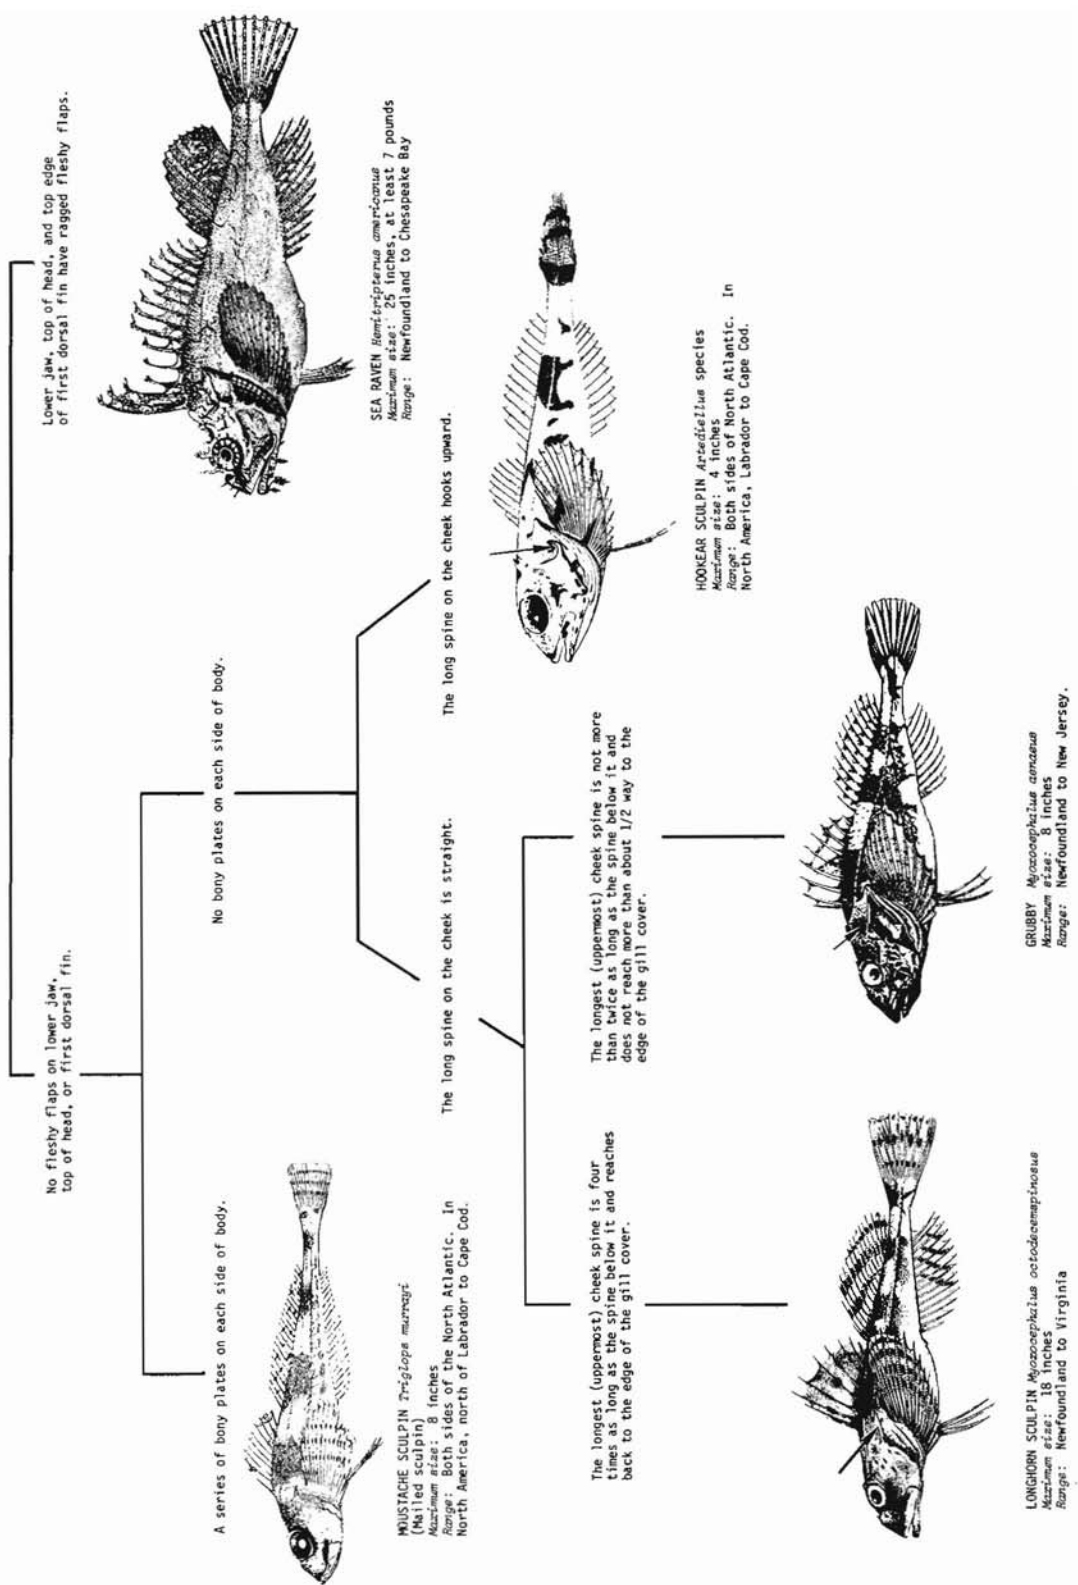 No fleshy flaps on lower jaw,
top of head, or first dorsal fin.
Lower jaw, top of head, and top edge
of first dorsal fin have ragged fleshy flaps.
A series of bony plates on each side of body.
No bony plates on each side of body.
MOUSTACHE SCULPIN Triglops murrayi
(Mailed sculpin)
Maximum size: 8 inches
Range: Both sides of the North Atlantic. In
North America, north of Labrador to Cape Cod.
SEA RAVEN Hemitripterus americanus
Maximum size: 25 inches, at least 7 pounds
Range: Newfoundland to Chesapeake Bay
The long spine on the cheek is straight.
The long spine on the cheek hooks upward.
The longest (uppermost) cheek spine is four
times as long as the spine below it and reaches
back to the edge of the gill cover.
The longest (uppermost) cheek spine is not more
than twice as long as the spine below it and
does not reach more than about 1/2 way to the
edge of the gill cover.
HOOKEAR SCULPIN Artediellus species
Maximum size: 4 inches
Range: Both sides of North Atlantic. In
North America, Labrador to Cape Cod.
LONGHORN SCULPIN Myoxocephalus octodecemspinosus
Maximum size: 18 inches
Range: Newfoundland to Virginia
GRUBBY Myoxocephalus aenaeus
Maximum size: 8 inches
Range: Newfoundland to New Jersey.